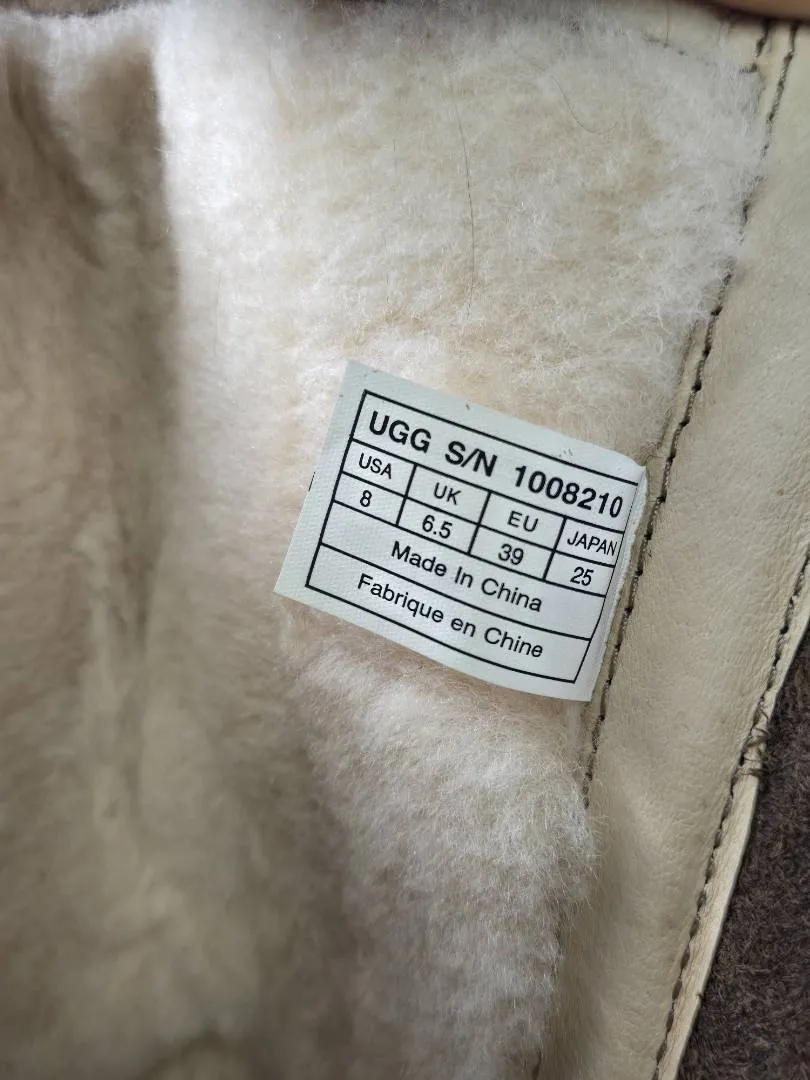 UGG S/N 1008210
USA UK EU JAPAN
8 6.5 39 25
Made In China
Fabrique en Chine